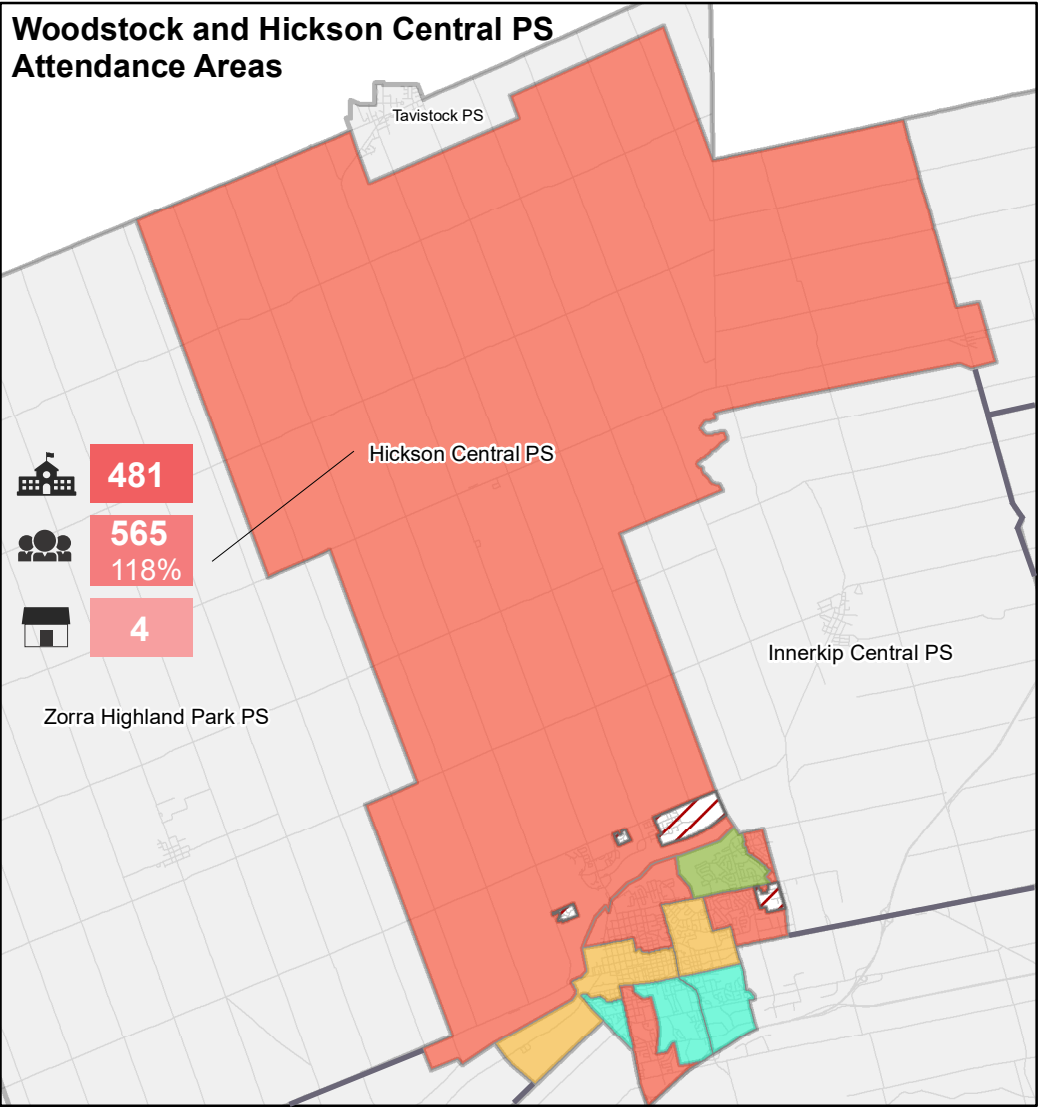 Woodstock and Hickson Central PS
Attendance Areas
Tavistock PS
Hickson Central PS
481
565
118%
4
Innerkip Central PS
Zorra Highland Park PS